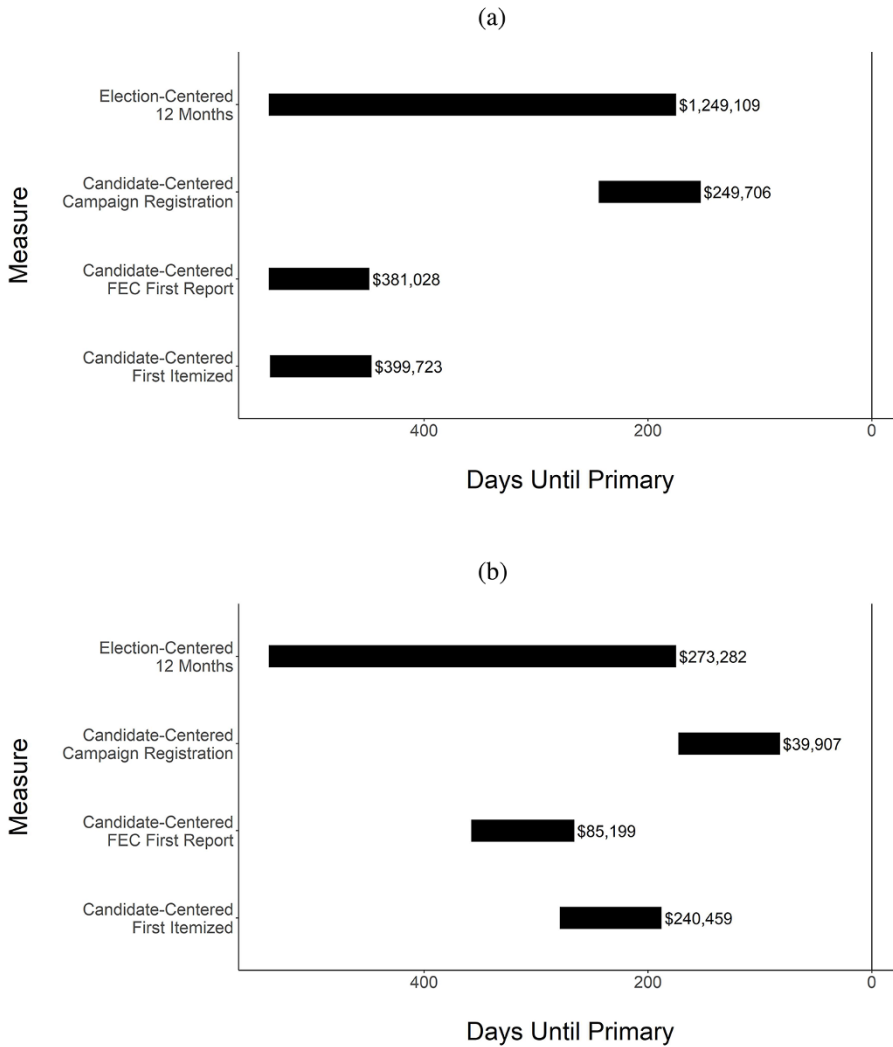 (a)
Measure
Election-Centered
12 Months
$1,249,109
Candidate-Centered
Campaign Registration
$249,706
Candidate-Centered
FEC First Report
$381,028
Candidate-Centered
First Itemized
$399,723
400
200
0
Days Until Primary
(b)
Measure
Election-Centered
12 Months
$273,282
Candidate-Centered
Campaign Registration
$39,907
Candidate-Centered
FEC First Report
$85,199
Candidate-Centered
First Itemized
$240,459
400
200
0
Days Until Primary